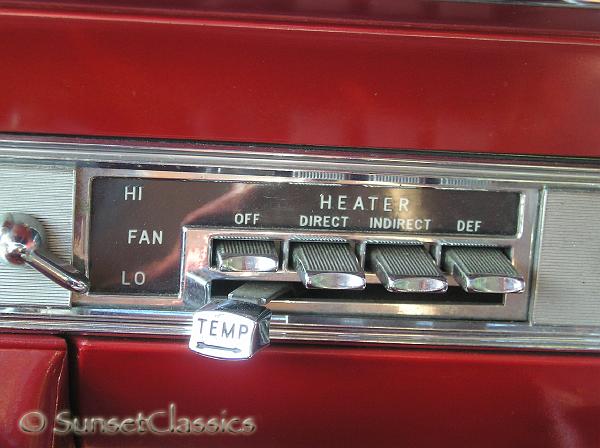 HI
HEATER
OFF DIRECT INDIRECT DEF
FAN
LO
TEMP
© SunsetClassics